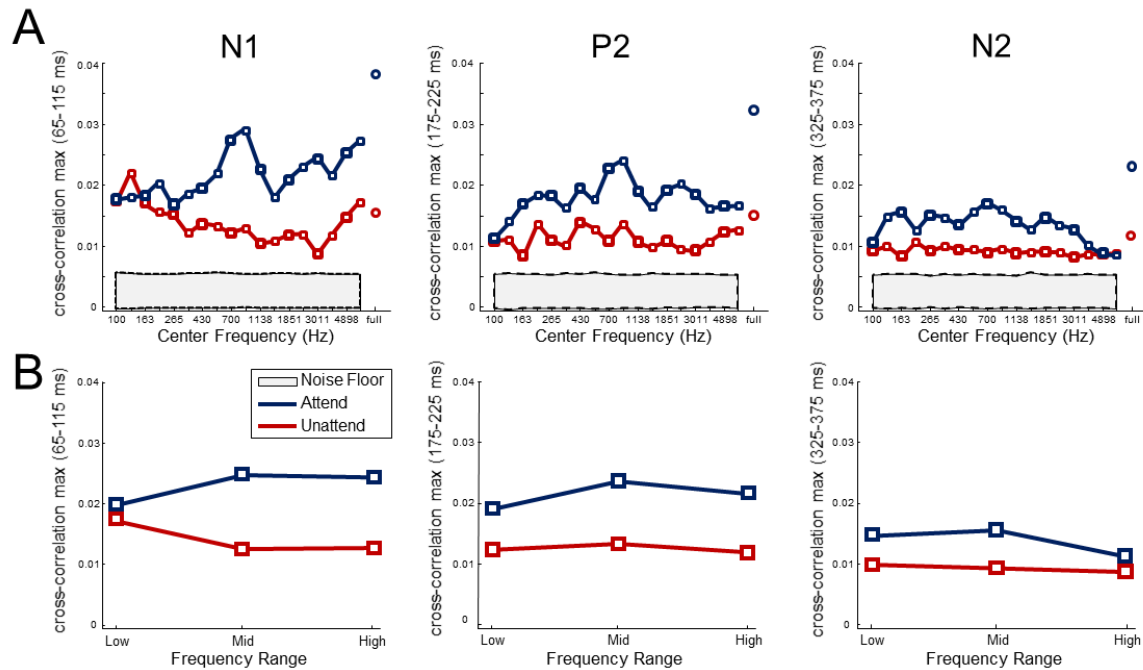 A
N1
P2
N2
cross-correlation max (65-115 ms)
0.04
0.03
0.02
0.01
0
100 163 265 430 700 1138 1851 3011 4898 full
Center Frequency (Hz)
cross-correlation max (175-225 ms)
0.04
0.03
0.02
0.01
0
100 163 265 430 700 1138 1851 3011 4898 full
Center Frequency (Hz)
cross-correlation max (325-375 ms)
0.04
0.03
0.02
0.01
0
100 163 265 430 700 1138 1851 3011 4898 full
Center Frequency (Hz)
B
cross-correlation max (65-115 ms)
0.04
0.03
0.02
0.01
0
Noise Floor
Attend
Unattend
Low Mid High
Frequency Range
cross-correlation max (175-225 ms)
0.04
0.03
0.02
0.01
0
Low Mid High
Frequency Range
cross-correlation max (325-375 ms)
0.04
0.03
0.02
0.01
0
Low Mid High
Frequency Range